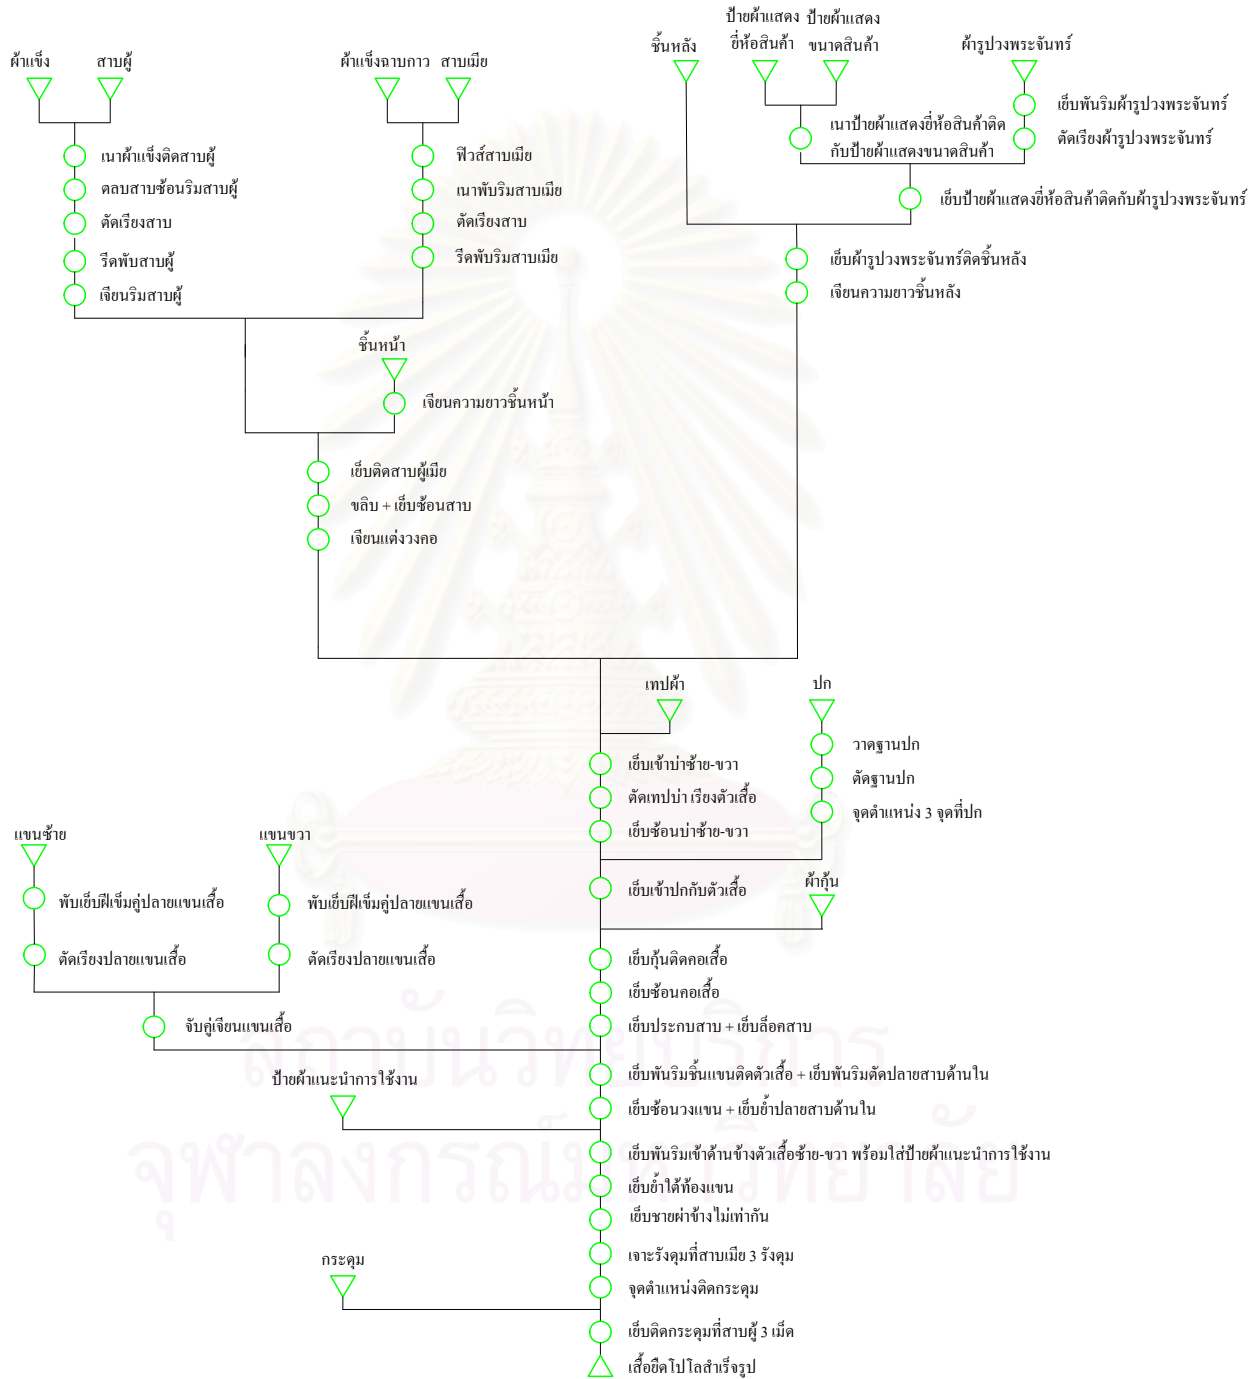 ป้ายผ้าแสดง
ยี่ห้อสินค้า
ป้ายผ้าแสดง
ขนาดสินค้า
ชิ้นหลัง
ผ้ารูปวงพระจันทร์
ผ้าแข็ง
สาบผู้
ผ้าแข็งฉาบกาว
สาบเมีย
เย็บพันริมผ้ารูปวงพระจันทร์
เนาป้ายผ้าแสดงยี่ห้อสินค้าติด
กับป้ายผ้าแสดงขนาดสินค้า
ตัดเรียงผ้ารูปวงพระจันทร์
เนาผ้าแข็งติดสาบผู้
ฟิวส์สาบเมีย
ตลบสาบซ้อนริมสาบผู้
เนาพับริมสาบเมีย
เย็บป้ายผ้าแสดงยี่ห้อสินค้าติดกับผ้ารูปวงพระจันทร์
ตัดเรียงสาบ
ตัดเรียงสาบ
รีดพับสาบผู้
รีดพับริมสาบเมีย
เย็บผ้ารูปวงพระจันทร์ติดชิ้นหลัง
เจียนริมสาบผู้
เจียนความยาวชิ้นหลัง
ชิ้นหน้า
เจียนความยาวชิ้นหน้า
เย็บติดสาบผู้เมีย
ขลิบ + เย็บซ้อนสาบ
เจียนแต่งวงคอ
เทปผ้า
ปก
วาดฐานปก
เย็บเข้าบ่าซ้าย-ขวา
ตัดฐานปก
ตัดเทปบ่า เรียงตัวเสื้อ
จุดตำแหน่ง 3 จุดที่ปก
เย็บซ้อนบ่าซ้าย-ขวา
แขนซ้าย
แขนขวา
เย็บเข้าปกกับตัวเสื้อ
ผ้ากุ้น
พับเย็บฝีเข็มคู่ปลายแขนเสื้อ
พับเย็บฝีเข็มคู่ปลายแขนเสื้อ
ตัดเรียงปลายแขนเสื้อ
ตัดเรียงปลายแขนเสื้อ
เย็บกุ้นติดคอเสื้อ
เย็บซ้อนคอเสื้อ
จับคู่เจียนแขนเสื้อ
เย็บประกบสาบ + เย็บล็อคสาบ
สถาบันวิทยบริการ
ป้ายผ้าแนะนำการใช้งาน
เย็บพันริมชิ้นแขนติดตัวเสื้อ + เย็บพันริมตัดปลายสาบด้านใน
เย็บซ้อนวงแขน + เย็บย้ำปลายสาบด้านใน
จุฬาลงกรณ์มหาวิทยาลัย
เย็บพันริมเข้าด้านข้างตัวเสื้อซ้าย-ขวา พร้อมใส่ป้ายผ้าแนะนำการใช้งาน
เย็บย้ำใต้ท้องแขน
เย็บชายผ่าข้างไม่เท่ากัน
กระดุม
เจาะรังดุมที่สาบเมีย 3 รังดุม
จุดตำแหน่งติดกระดุม
เย็บติดกระดุมที่สาบผู้ 3 เม็ด
เสื้อยืดโปโลสำเร็จรูป